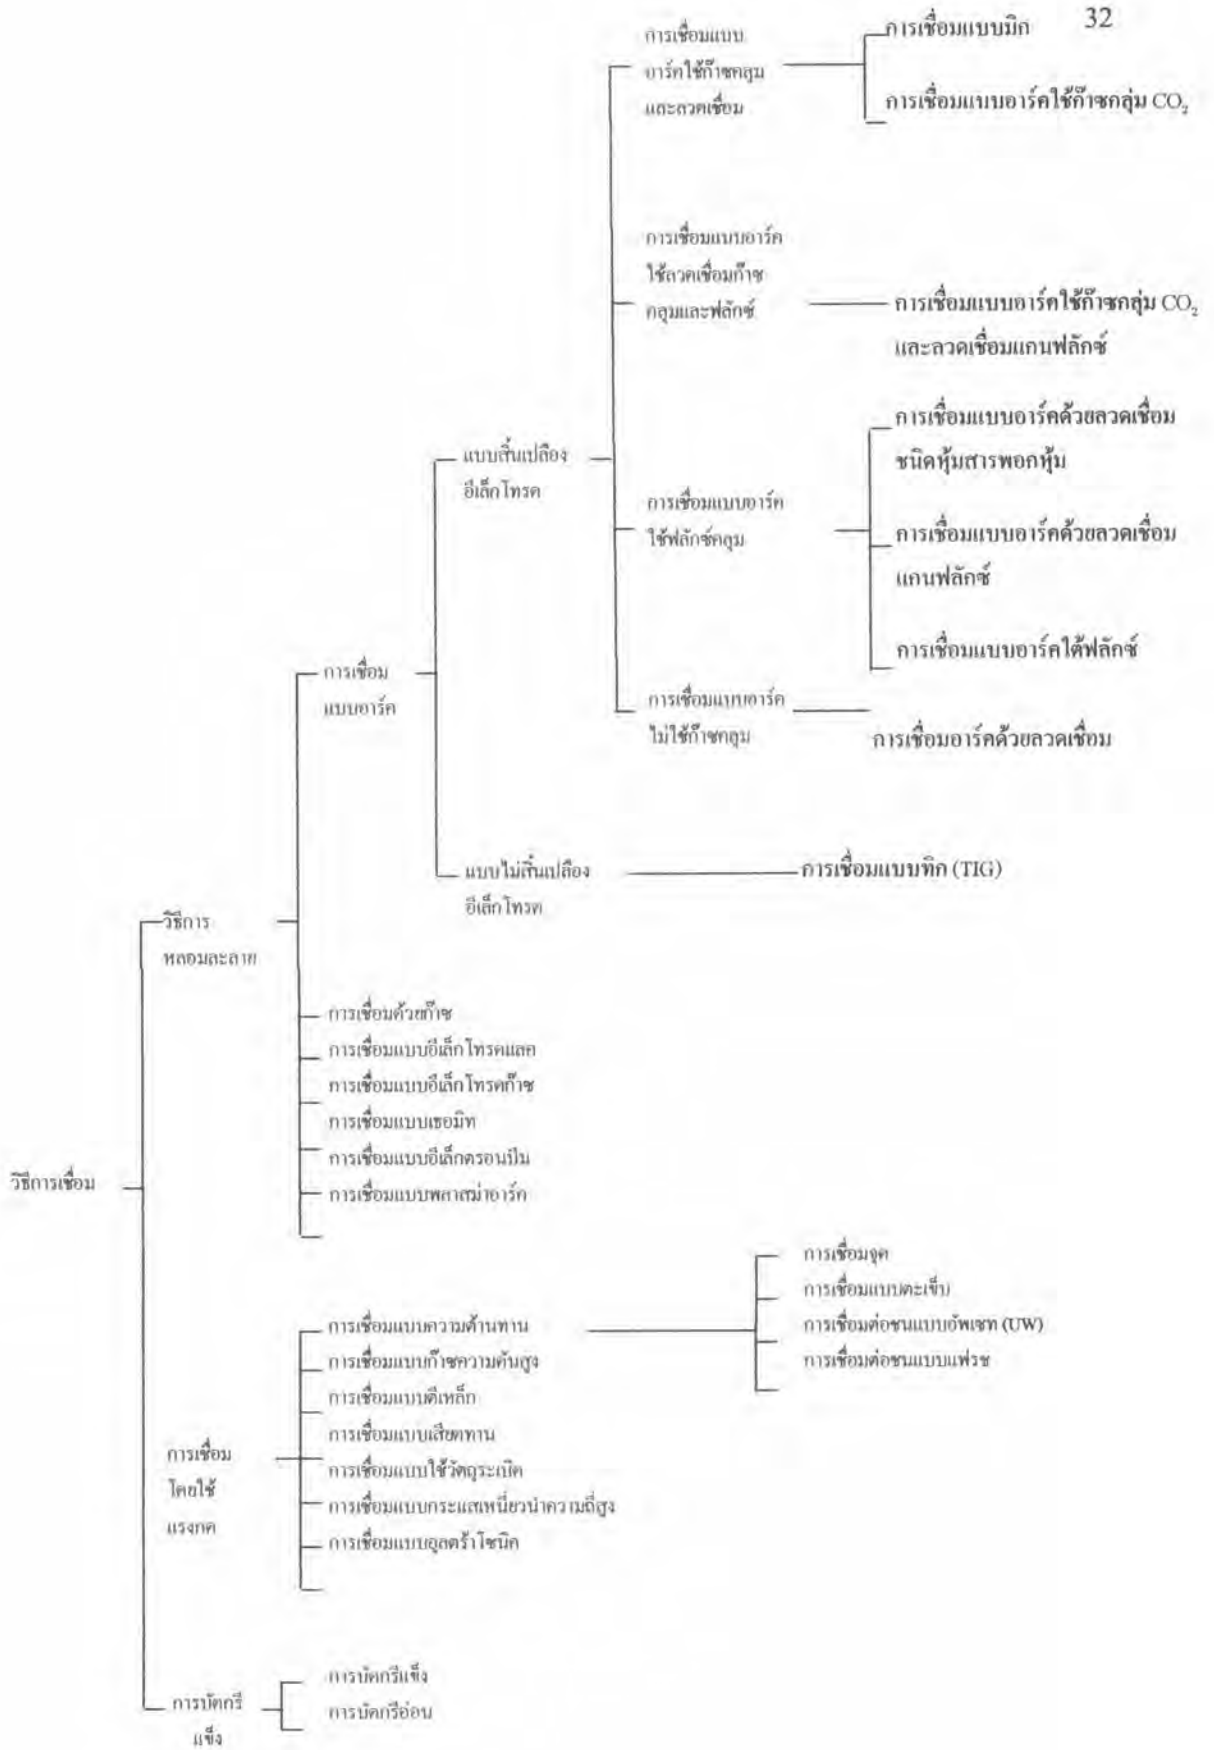 32
การเชื่อมแบบ
อาร์คใช้ก๊าซคลุม
และลวดเชื่อม
การเชื่อมแบบมิก
การเชื่อมแบบอาร์คใช้ก๊าซกลุ่ม CO₂
การเชื่อมแบบอาร์ค
ใช้ลวดเชื่อมก๊าซ
คลุมและฟลักซ์
การเชื่อมแบบอาร์คใช้ก๊าซกลุ่ม CO₂
และลวดเชื่อมแกนฟลักซ์
แบบสิ้นเปลือง
อีเล็กโทรด
การเชื่อมแบบอาร์ค
ใช้ฟลักซ์คลุม
การเชื่อมแบบอาร์คด้วยลวดเชื่อม
ชนิดหุ้มสารพอกหุ้ม
การเชื่อมแบบอาร์คด้วยลวดเชื่อม
แกนฟลักซ์
การเชื่อมแบบอาร์คใต้ฟลักซ์
การเชื่อม
แบบอาร์ค
การเชื่อมแบบอาร์ค
ไม่ใช้ก๊าซคลุม
การเชื่อมอาร์คด้วยลวดเชื่อม
แบบไม่สิ้นเปลือง
อีเล็กโทรด
การเชื่อมแบบทิก (TIG)
วิธีการ
หลอมละลาย
การเชื่อมด้วยก๊าซ
การเชื่อมแบบอีเล็กโทรดแลค
การเชื่อมแบบอีเล็กโทรดก๊าซ
การเชื่อมแบบเธอมิท
การเชื่อมแบบอีเล็กตรอนบีม
การเชื่อมแบบพลาสม่าอาร์ค
วิธีการเชื่อม
การเชื่อมแบบความต้านทาน
การเชื่อมแบบก๊าซความดันสูง
การเชื่อมแบบตีเหล็ก
การเชื่อมแบบเสียดทาน
การเชื่อมแบบใช้วัตถุระเบิด
การเชื่อมแบบกระแสเหนี่ยวนำความถี่สูง
การเชื่อมแบบอุลตร้าโซนิค
การเชื่อมจุด
การเชื่อมแบบตะเข็บ
การเชื่อมต่อชนแบบอัพเซท (UW)
การเชื่อมต่อชนแบบแฟรช
การเชื่อม
โดยใช้
แรงกด
การบัดกรี
แข็ง
การบัดกรีแข็ง
การบัดกรีอ่อน